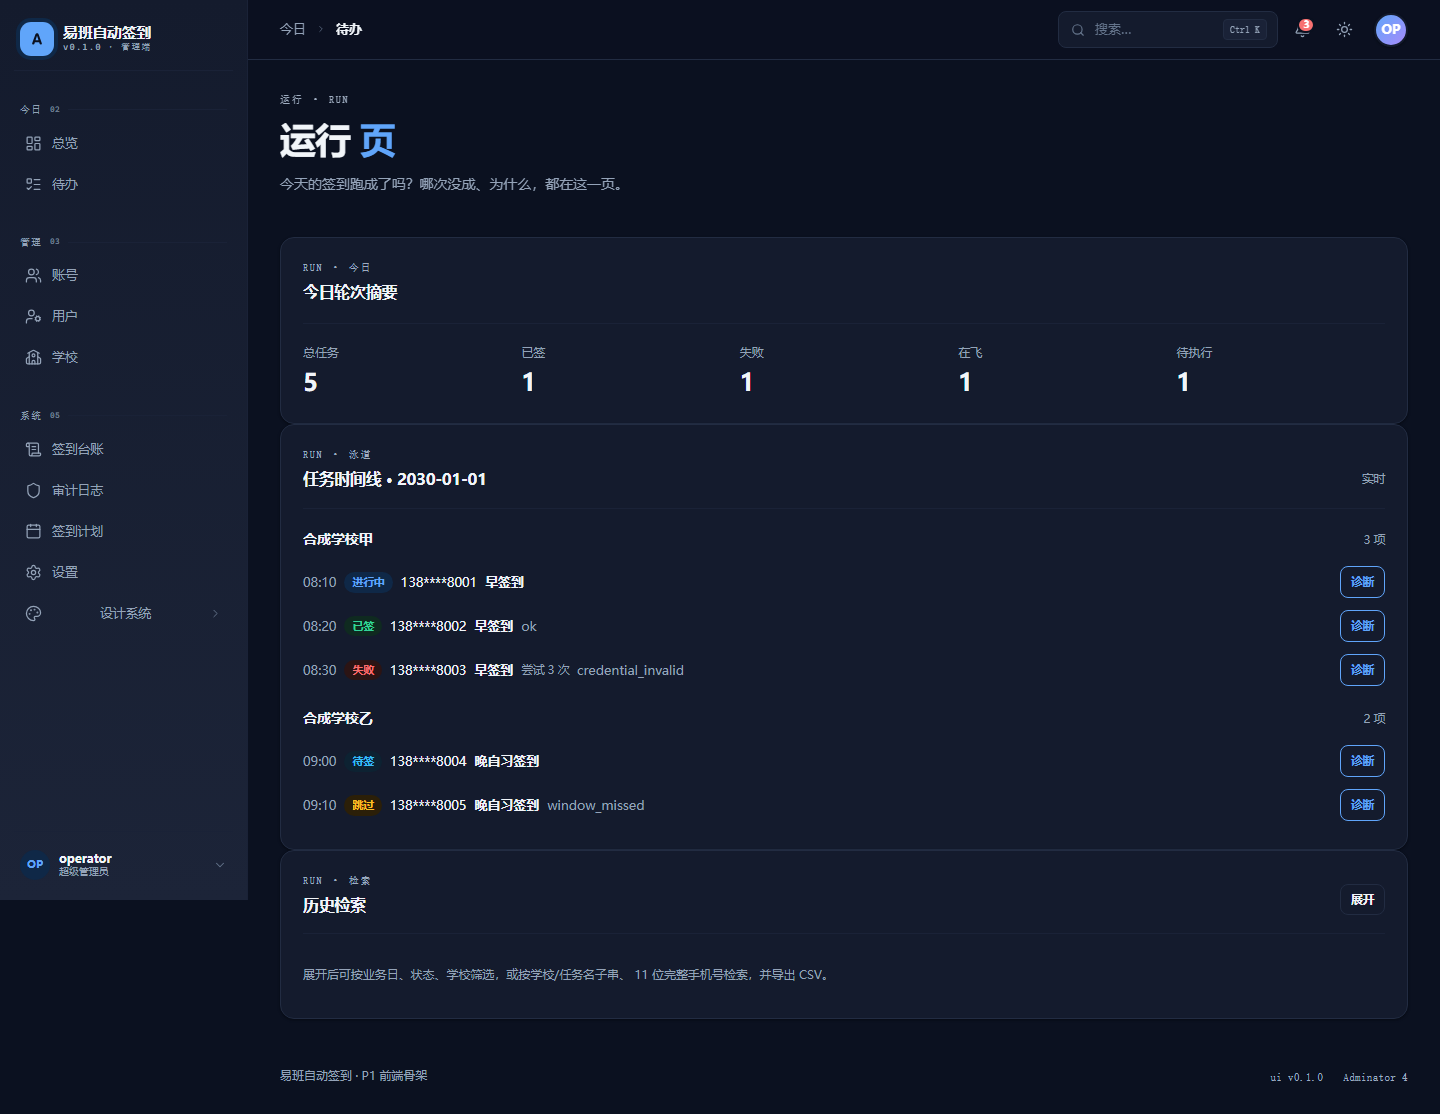 A
易班自动签到
v0.1.0 · 管理端
今日 02
总览
待办
管理 03
账号
用户
学校
系统 05
签到台账
审计日志
签到计划
设置
设计系统
OP
operator
超级管理员
今日 › 待办
搜索...
Ctrl K
3
OP
运行 • RUN
运行 页
今天的签到跑成了吗？哪次没成、为什么，都在这一页。
RUN • 今日
今日轮次摘要
总任务 已签 失败 在飞 待执行
5 1 1 1 1
RUN • 泳道
任务时间线 • 2030-01-01
实时
合成学校甲 3 项
08:10 进行中 138****8001 早签到 诊断
08:20 已签 138****8002 早签到 ok 诊断
08:30 失败 138****8003 早签到 尝试 3 次 credential_invalid 诊断
合成学校乙 2 项
09:00 待签 138****8004 晚自习签到 诊断
09:10 跳过 138****8005 晚自习签到 window_missed 诊断
RUN • 检索
历史检索
展开
展开后可按业务日、状态、学校筛选，或按学校/任务名子串、 11 位完整手机号检索，并导出 CSV。
易班自动签到 · P1 前端骨架
ui v0.1.0 Adminator 4